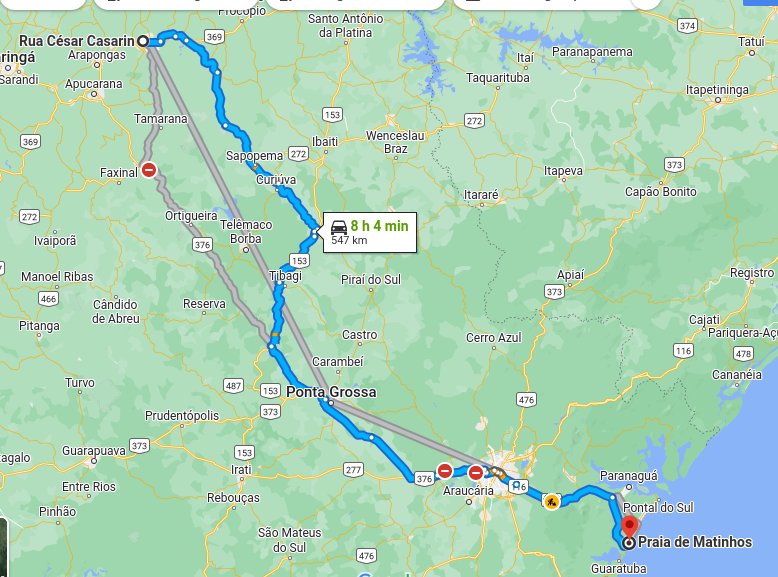 Procópio
Santo Antônio
da Platina
Rua César Casarin
369
Tatuí
Arapongas
Itaí
Paranapanema
374
ringá
Sarandi
Apucarana
Taquarituba
Itapetininga
153
Tamarana
272
369
Ibaiti
Wenceslau
Braz
Sapopema
272
373
Faxinal
Itapeva
Curiúva
Capão Bonito
Itararé
272
Ortigueira
Telêmaco
Borba
8 h 4 min
547 km
Ivaiporã
376
153
Manoel Ribas
Tibagi
Piraí do Sul
Apiaí
Registro
466
Cândido
de Abreu
Reserva
373
Pitanga
Castro
Cerro Azul
Cajati
Pariquera-Açu
116
478
Carambeí
Cananéia
Turvo
487
153
Ponta Grossa
476
373
Prudentópolis
Guarapuava
373
153
Irati
277
376
Paranaguá
Entre Rios
Araucária
Rebouças
Pontal do Sul
Pinhão
São Mateus
do Sul
Praia de Matinhos
476
Guaratuba